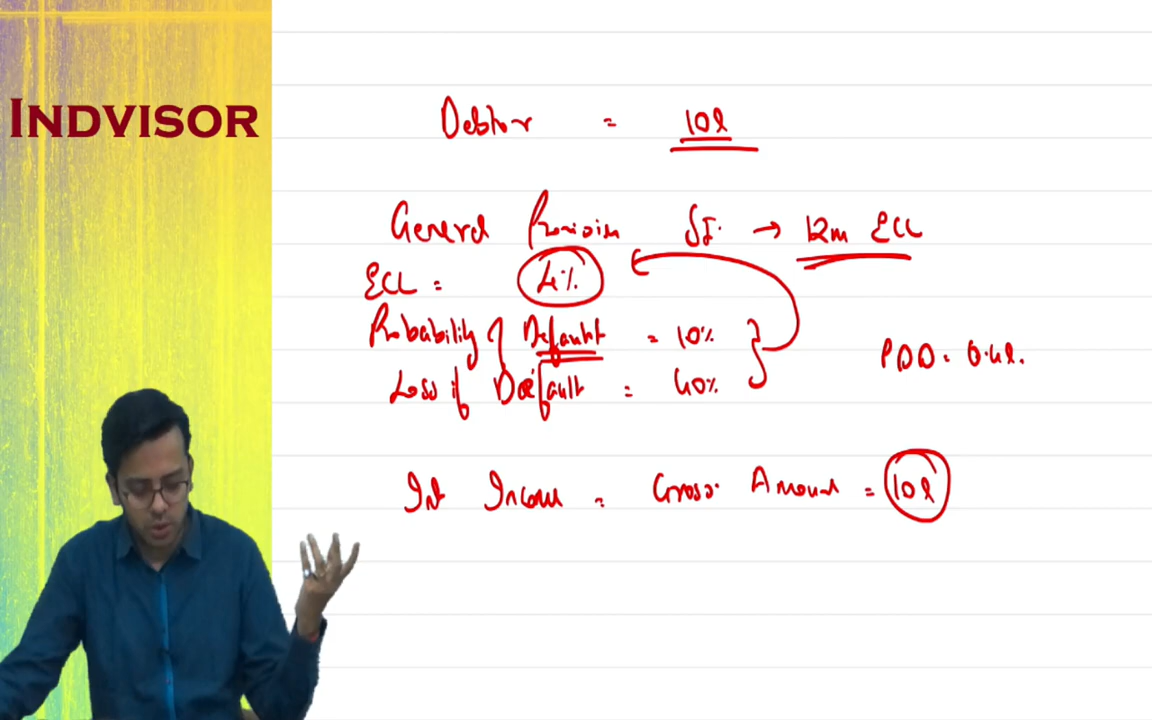 INDVISOR
Debtor = 10l
General Provision SI. → 12m ECL
ECL = 4%
Probability of Default = 10%
Loss if Default = 40%
PDD = 0.4l.
Int Income = Gross Amount = 10l